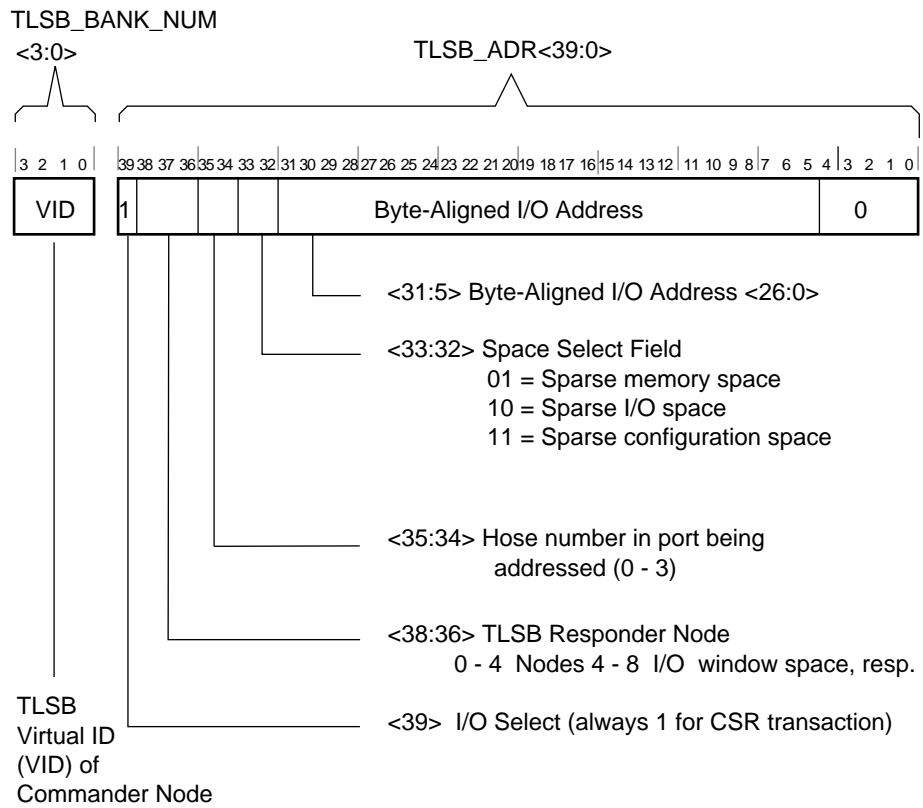 TLSB_BANK_NUM
<3:0>
TLSB_ADR<39:0>
3 2 1 0 39 38 37 36 35 34 33 32 31 30 29 28 27 26 25 24 23 22 21 20 19 18 17 16 15 14 13 12 11 10 9 8 7 6 5 4 3 2 1 0
VID 1 Byte-Aligned I/O Address 0
<31:5> Byte-Aligned I/O Address <26:0>
<33:32> Space Select Field
01 = Sparse memory space
10 = Sparse I/O space
11 = Sparse configuration space
<35:34> Hose number in port being
addressed (0 - 3)
<38:36> TLSB Responder Node
0 - 4 Nodes 4 - 8 I/O window space, resp.
<39> I/O Select (always 1 for CSR transaction)
TLSB
Virtual ID
(VID) of
Commander Node